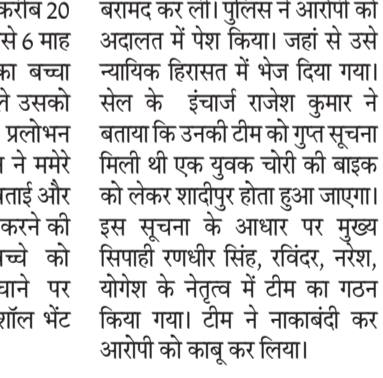 करीब 20
से 6 माह
का बच्चा
उसको
प्रलोभन
ने ममेरे
और
करने की
को
पर
भेंट
बरामद कर ली। पुलिस ने आरोपी को
अदालत में पेश किया। जहां से उसे
न्यायिक हिरासत में भेज दिया गया।
सेल के इंचार्ज राजेश कुमार ने
बताया कि उनकी टीम को गुप्त सूचना
मिली थी एक युवक चोरी की बाइक
को लेकर शादीपुर होता हुआ जाएगा।
इस सूचना के आधार पर मुख्य
सिपाही रणधीर सिंह, रविंदर, नरेश,
योगेश के नेतृत्व में टीम का गठन
किया गया। टीम ने नाकाबंदी कर
आरोपी को काबू कर लिया।